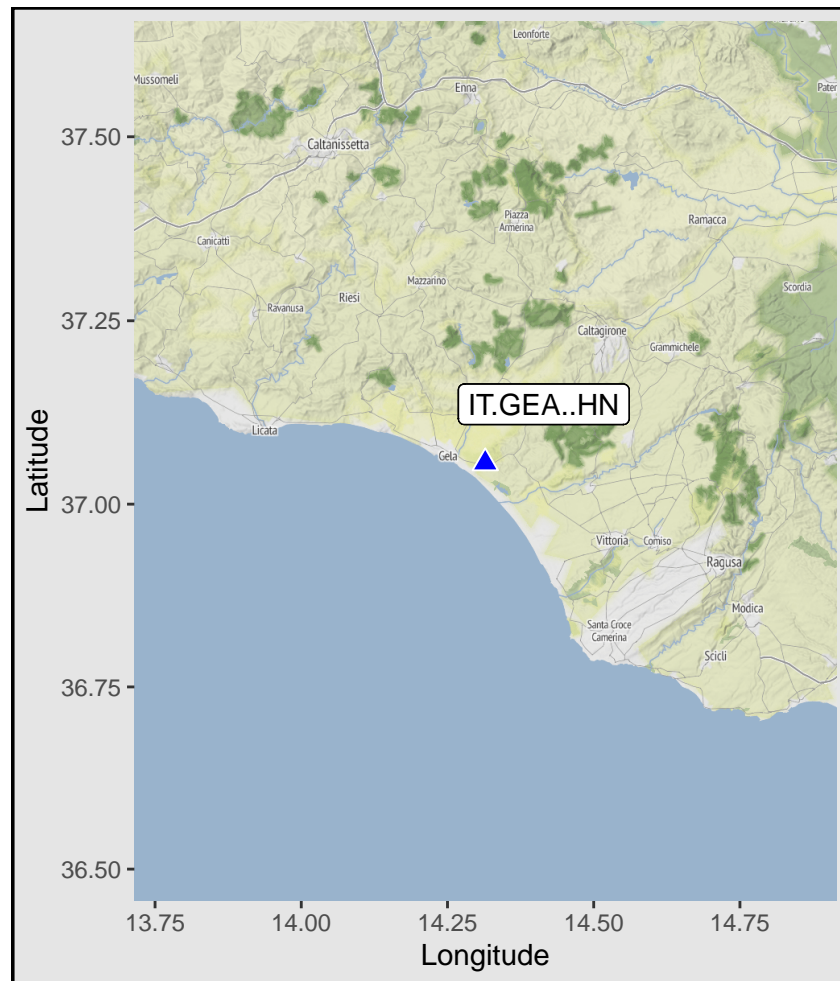 Leonforte
Mussomeli
Enna
Pater
37.50
Caltanissetta
Piazza
Armerina
Ramacca
Canicattì
Mazzarino
Scordia
Riesi
Ravanusa
37.25
Caltagirone
Grammichele
IT.GEA..HN
Licata
Gela
Latitude
37.00
Vittoria
Comiso
Ragusa
Modica
Santa Croce
Camerina
Scicli
36.75
36.50
13.75
14.00
14.25
14.50
14.75
Longitude